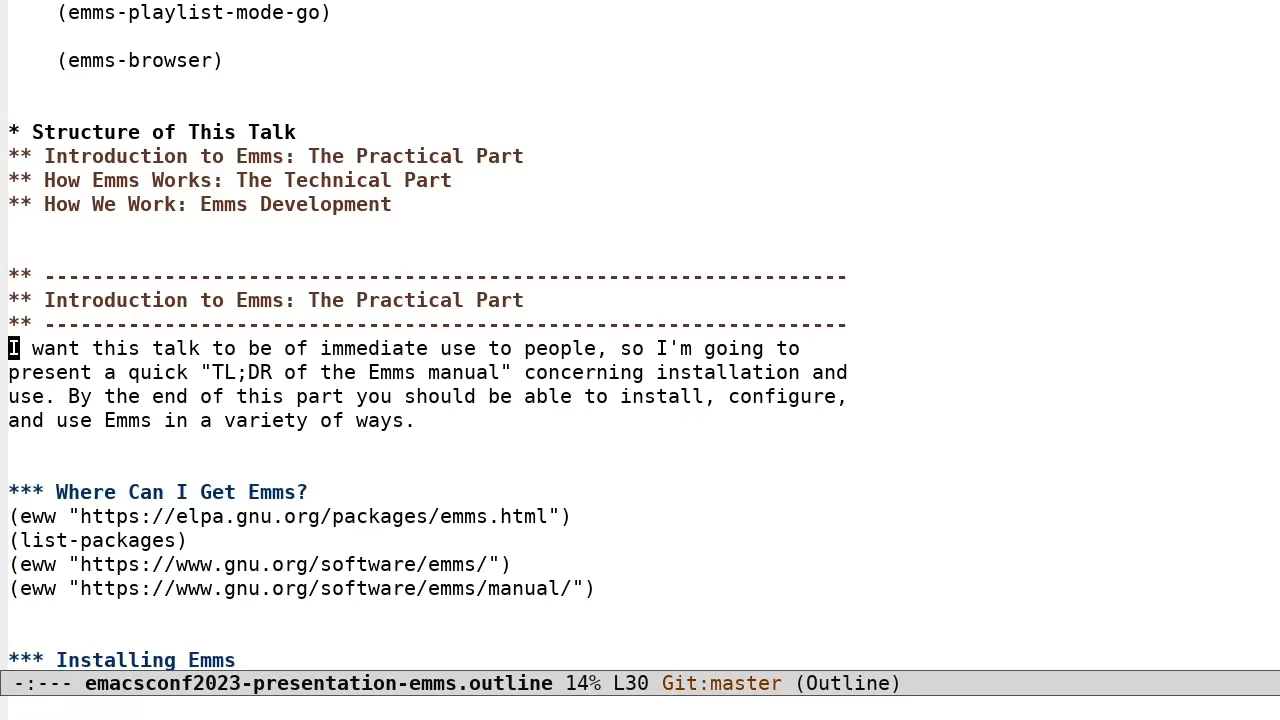 (emms-playlist-mode-go)
(emms-browser)
* Structure of This Talk
** Introduction to Emms: The Practical Part
** How Emms Works: The Technical Part
** How We Work: Emms Development
** -------------------------------------------------------------------
** Introduction to Emms: The Practical Part
** -------------------------------------------------------------------
I want this talk to be of immediate use to people, so I'm going to
present a quick "TL;DR of the Emms manual" concerning installation and
use. By the end of this part you should be able to install, configure,
and use Emms in a variety of ways.
*** Where Can I Get Emms?
(eww "https://elpa.gnu.org/packages/emms.html")
(list-packages)
(eww "https://www.gnu.org/software/emms/")
(eww "https://www.gnu.org/software/emms/manual/")
*** Installing Emms
-:--- emacsconf2023-presentation-emms.outline 14% L30 Git:master (Outline)